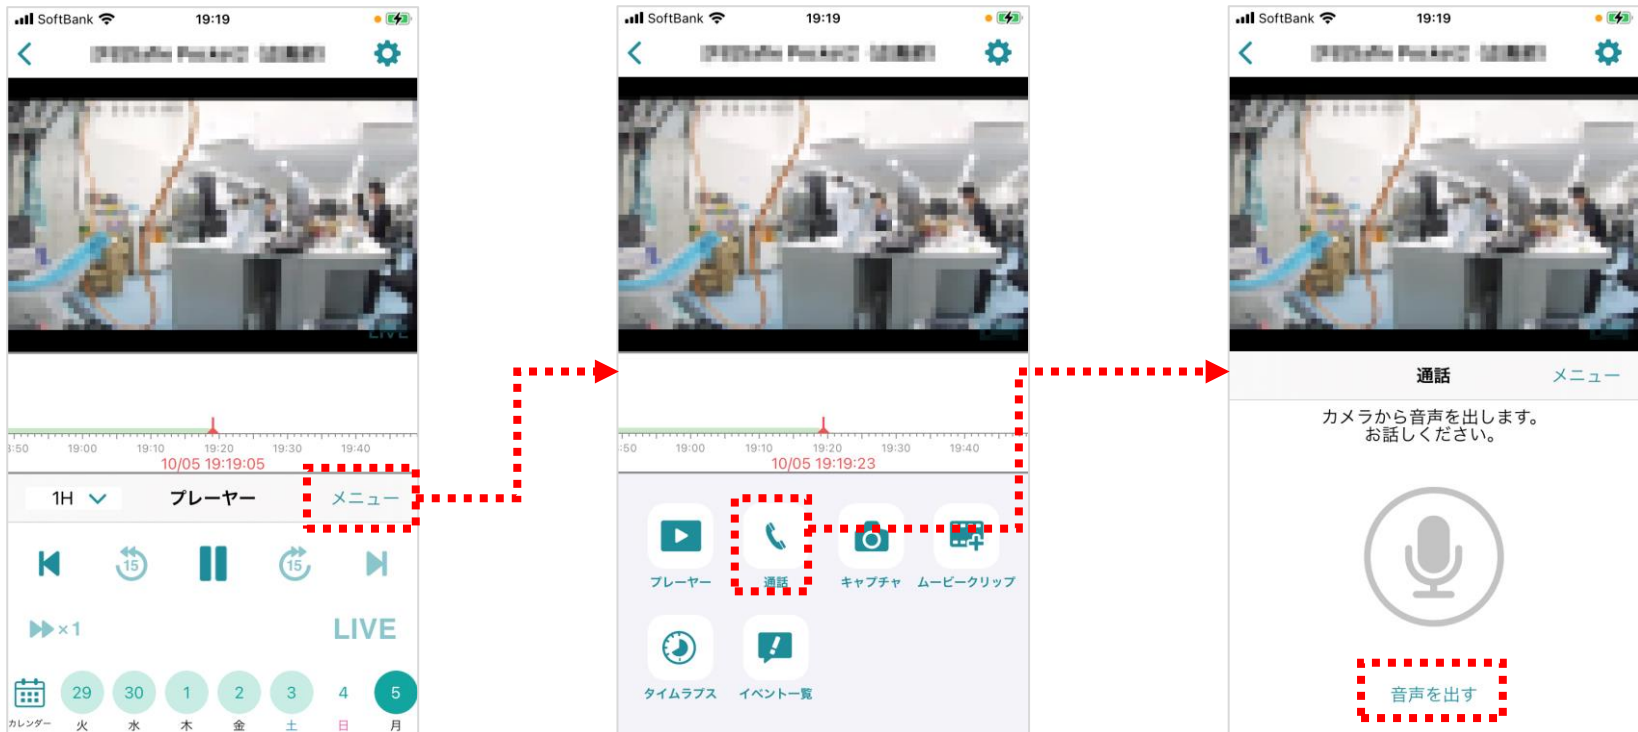 SoftBank 19:19
LIVE
18:50 19:00 19:10 19:20 19:30 19:40
10/05 19:19:05
1H プレーヤー メニュー
15 15
×1 LIVE
29 30 1 2 3 4 5
カレンダー 火 水 木 金 土 日 月
SoftBank 19:19
:50 19:00 19:10 19:20 19:30 19:40
10/05 19:19:23
プレーヤー 通話 キャプチャ ムービークリップ
タイムラプス イベント一覧
SoftBank 19:19
通話 メニュー
カメラから音声を出します。
お話しください。
音声を出す